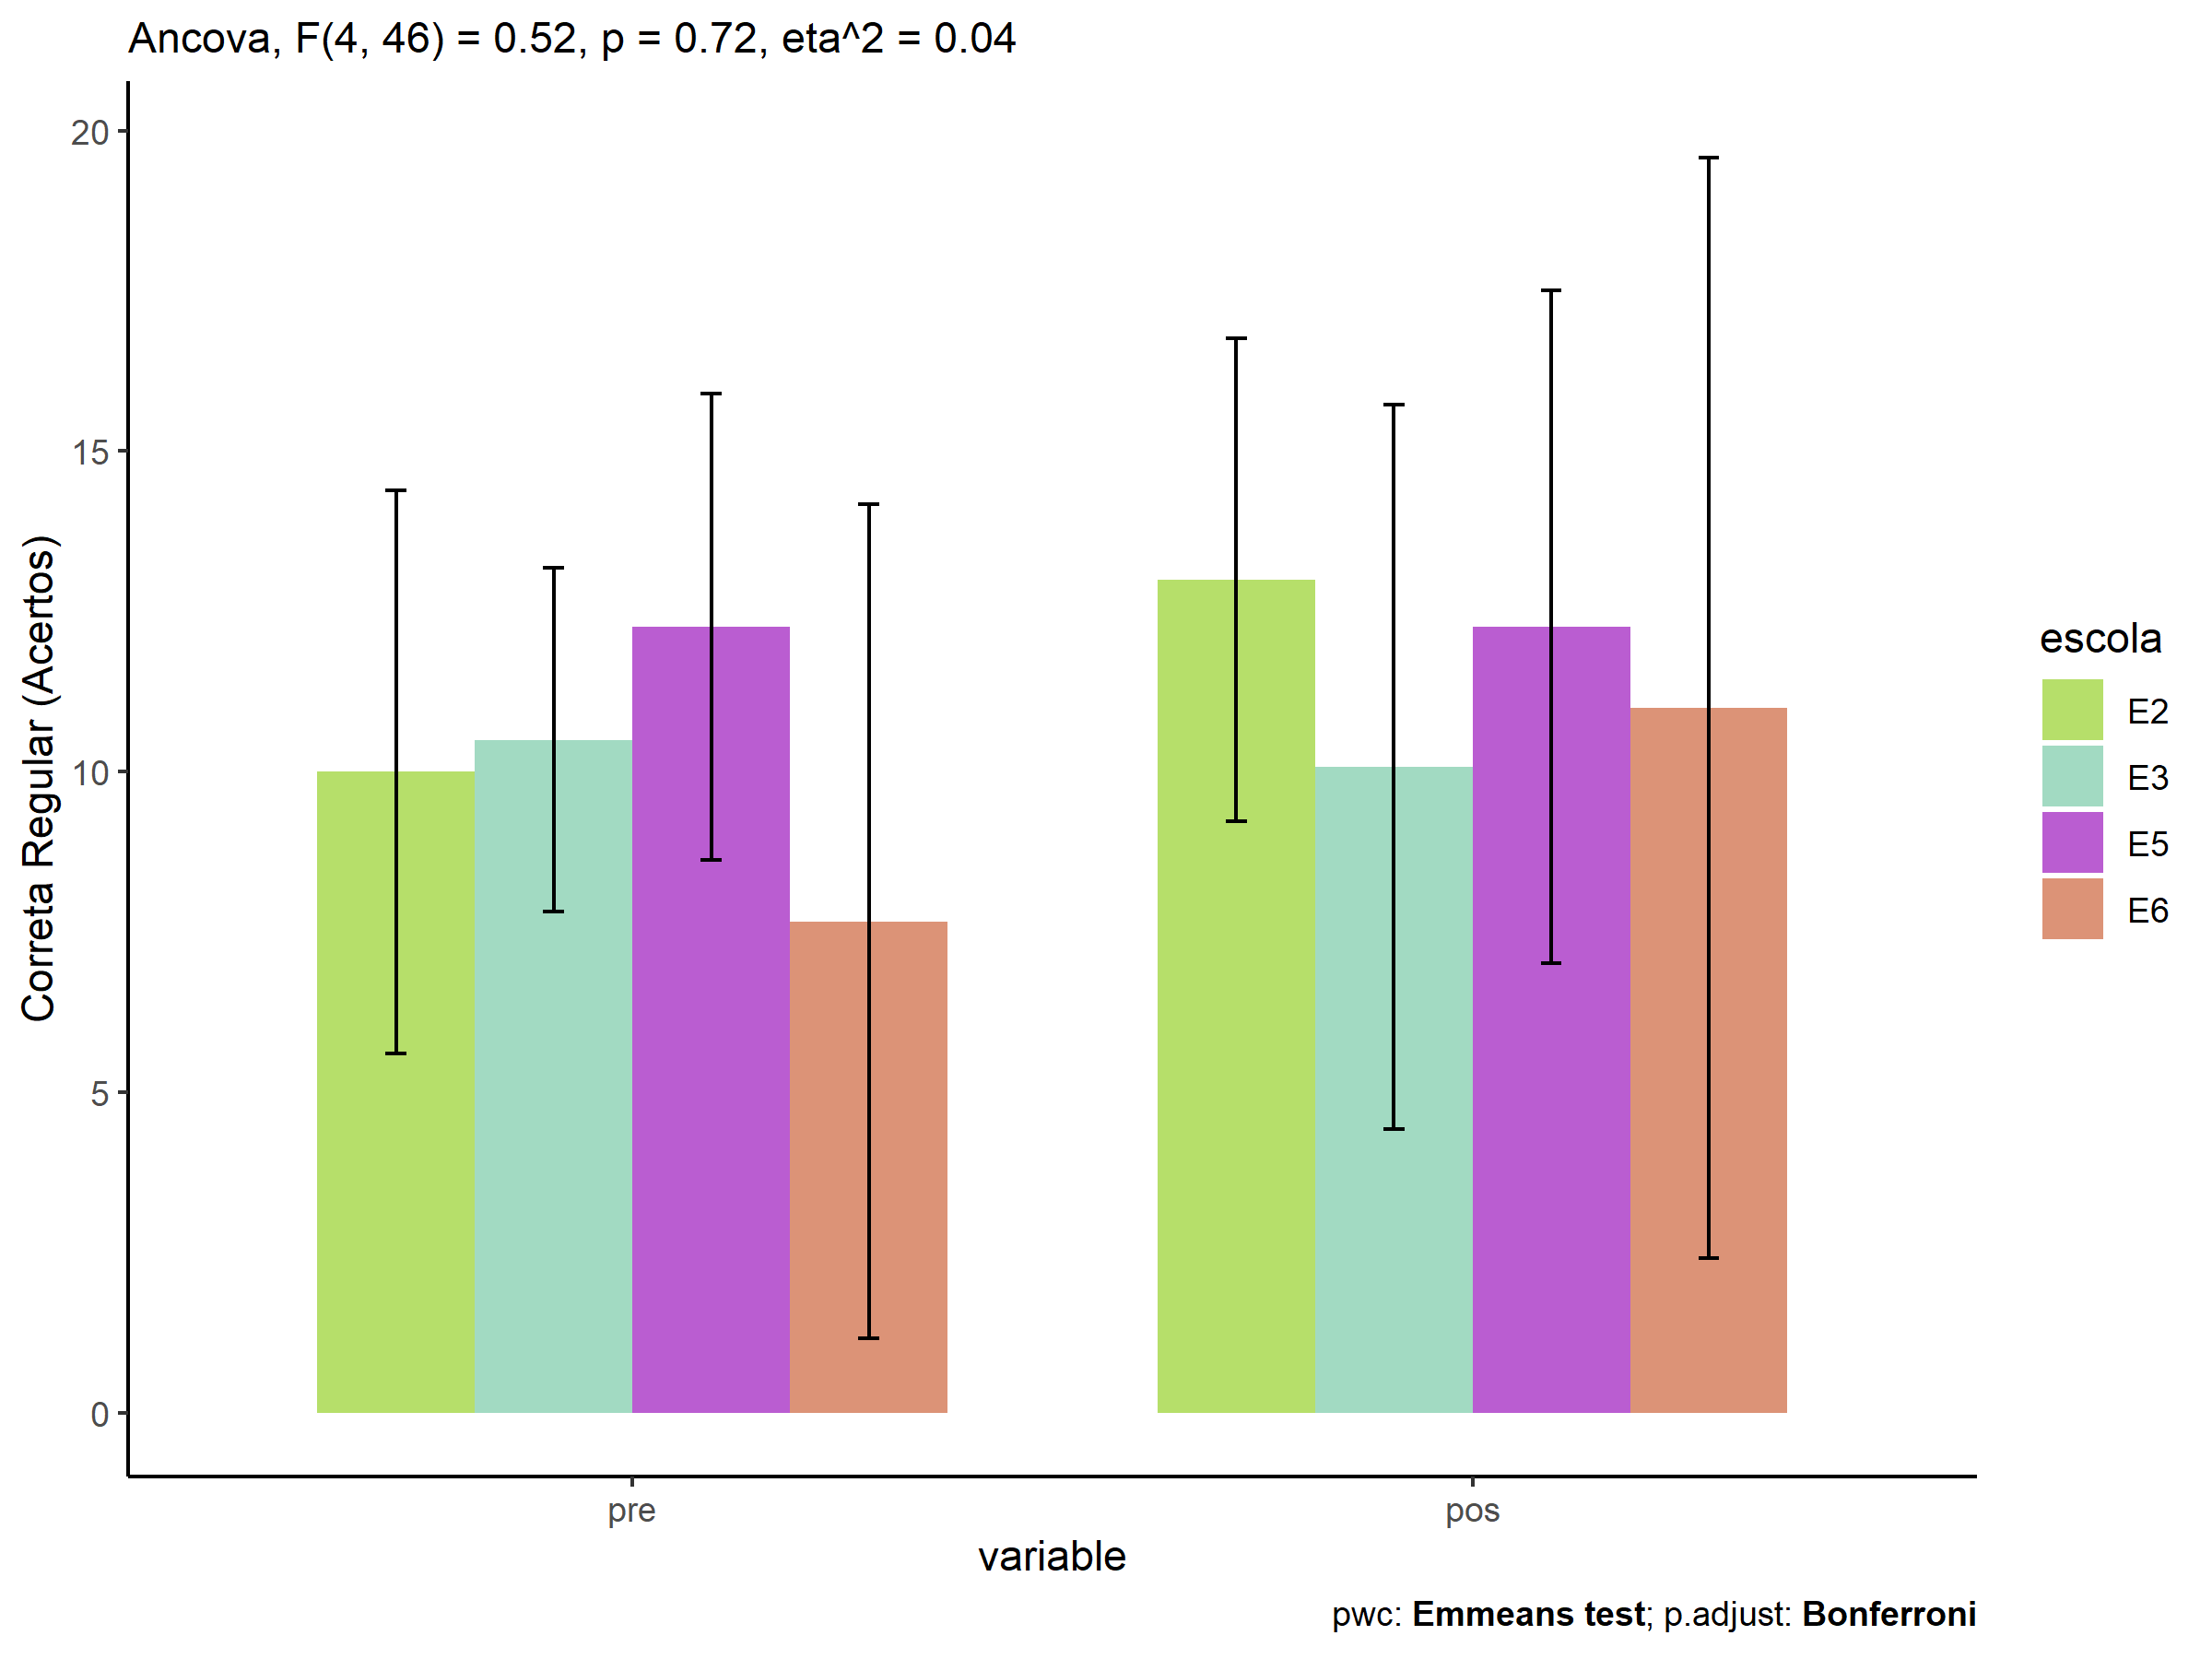 Ancova, F(4, 46) = 0.52, p = 0.72, eta^2 = 0.04
Correta Regular (Acertos)
20
15
10
5
0
pre
pos
variable
escola
E2
E3
E5
E6
pwc: Emmeans test; p.adjust: Bonferroni